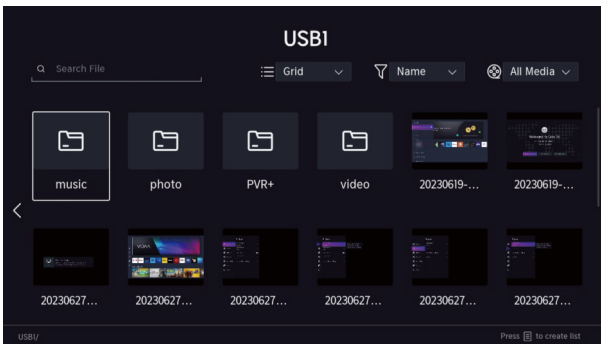 USB1
Search File
Grid Name All Media
music photo PVR+ video 20230619-... 20230619-...
20230627... 20230627... 20230627... 20230627... 20230627... 20230627...
USB1/ Press to create list